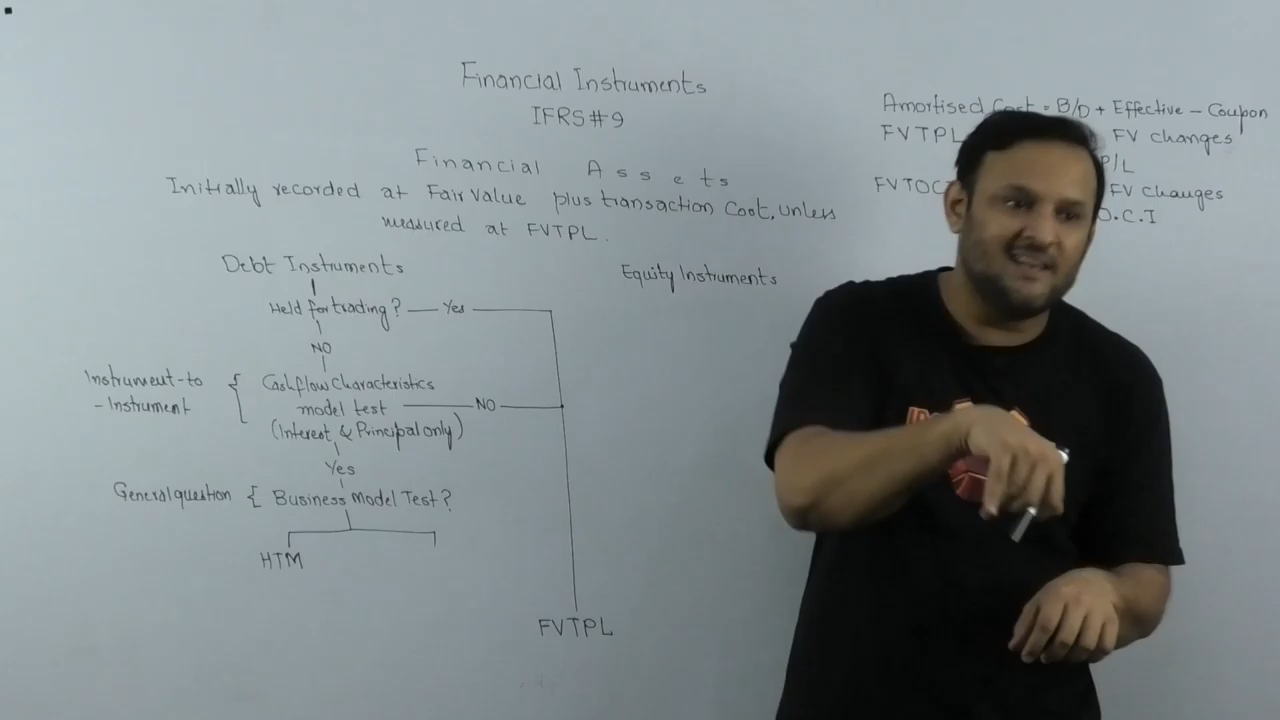 Financial Instruments
IFRS#9
Financial Assets
Initially recorded at Fair Value plus transaction Cost, unless
measured at FVTPL.
Debt Instruments
Held for trading? Yes
NO
Instrument-to
-Instrument
Cashflow Characteristics
model test NO
(Interest & Principal only)
Yes
General question { Business model Test?
HTM
FVTPL
Equity Instruments
Amortised Cost = B/D + Effective - Coupon
FVTPL FV changes
P/L
FVTOC FV changes
O.C.I